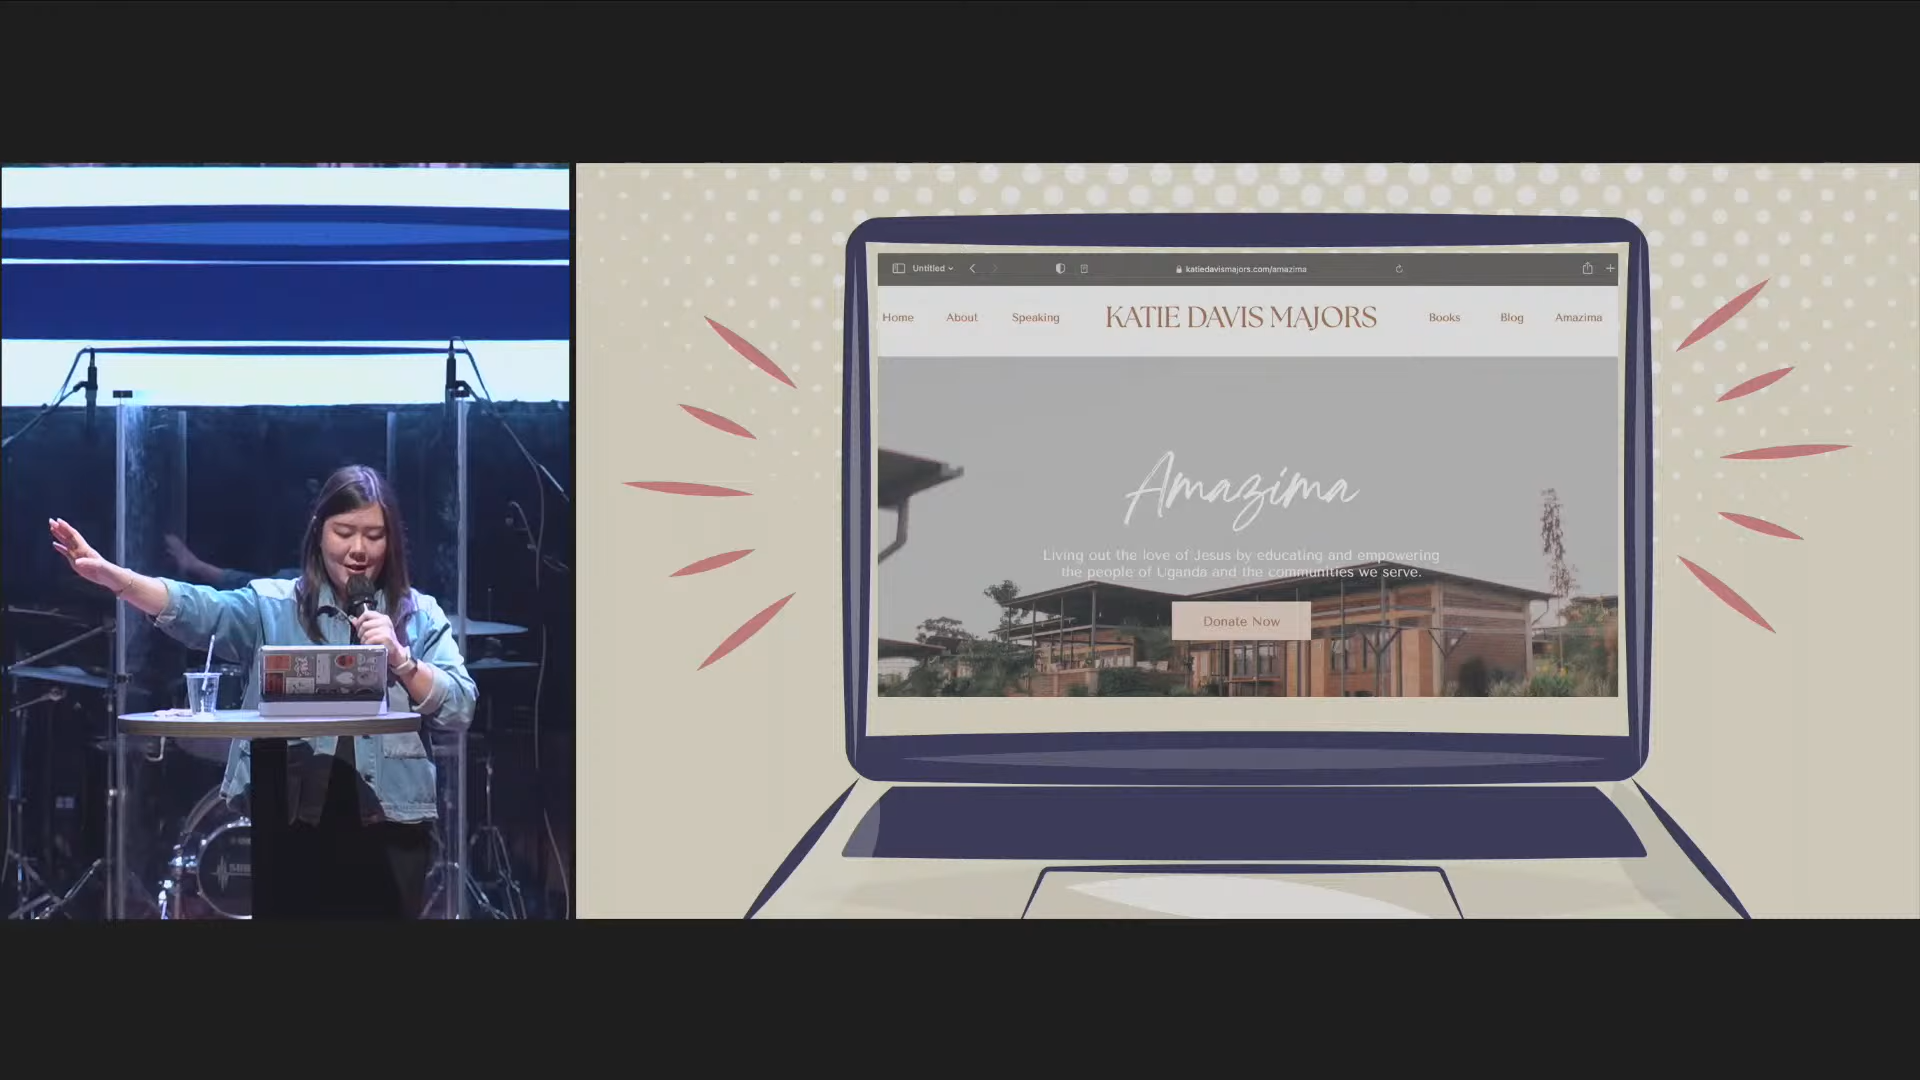 Untitled
katiedavismajors.com/amazima
Home About Speaking KATIE DAVIS MAJORS Books Blog Amazima
Amazima
Living out the love of Jesus by educating and empowering
the people of Uganda and the communities we serve.
Donate Now